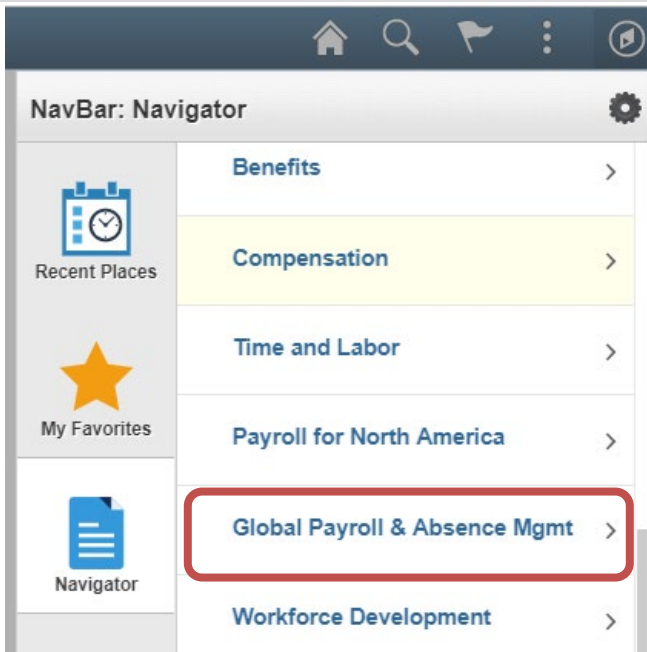 NavBar: Navigator
Recent Places
My Favorites
Navigator
Benefits
Compensation
Time and Labor
Payroll for North America
Global Payroll & Absence Mgmt
Workforce Development